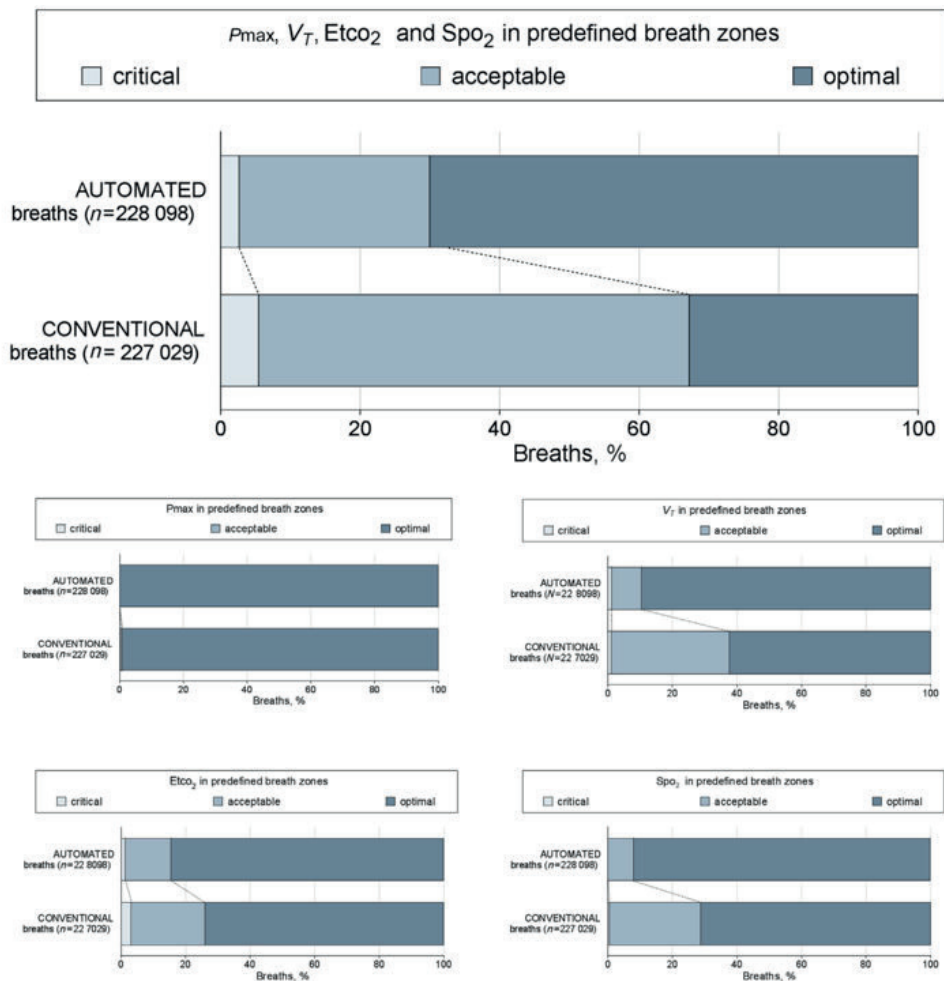 Pmax, VT, Etco2 and Spo2 in predefined breath zones
critical acceptable optimal
AUTOMATED
breaths (n=228 098)
CONVENTIONAL
breaths (n= 227 029)
0 20 40 60 80 100
Breaths, %
Pmax in predefined breath zones
critical acceptable optimal
AUTOMATED
breaths (n=228 098)
CONVENTIONAL
breaths (n=227 029)
0 20 40 60 80 100
Breaths, %
VT in predefined breath zones
critical acceptable optimal
AUTOMATED
breaths (N=22 8098)
CONVENTIONAL
breaths (N=22 7029)
0 20 40 60 80 100
Breaths, %
Etco2 in predefined breath zones
critical acceptable optimal
AUTOMATED
breaths (n=22 8098)
CONVENTIONAL
breaths (n=22 7029)
0 20 40 60 80 100
Breaths, %
Spo2 in predefined breath zones
critical acceptable optimal
AUTOMATED
breaths (n=228 098)
CONVENTIONAL
breaths (n=227 029)
0 20 40 60 80 100
Breaths, %